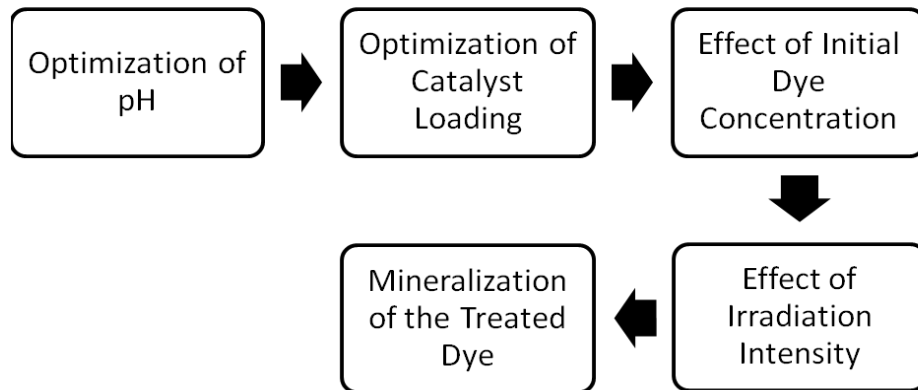 Optimization of
pH
Optimization of
Catalyst
Loading
Effect of Initial
Dye
Concentration
Effect of
Irradiation
Intensity
Mineralization
of the Treated
Dye